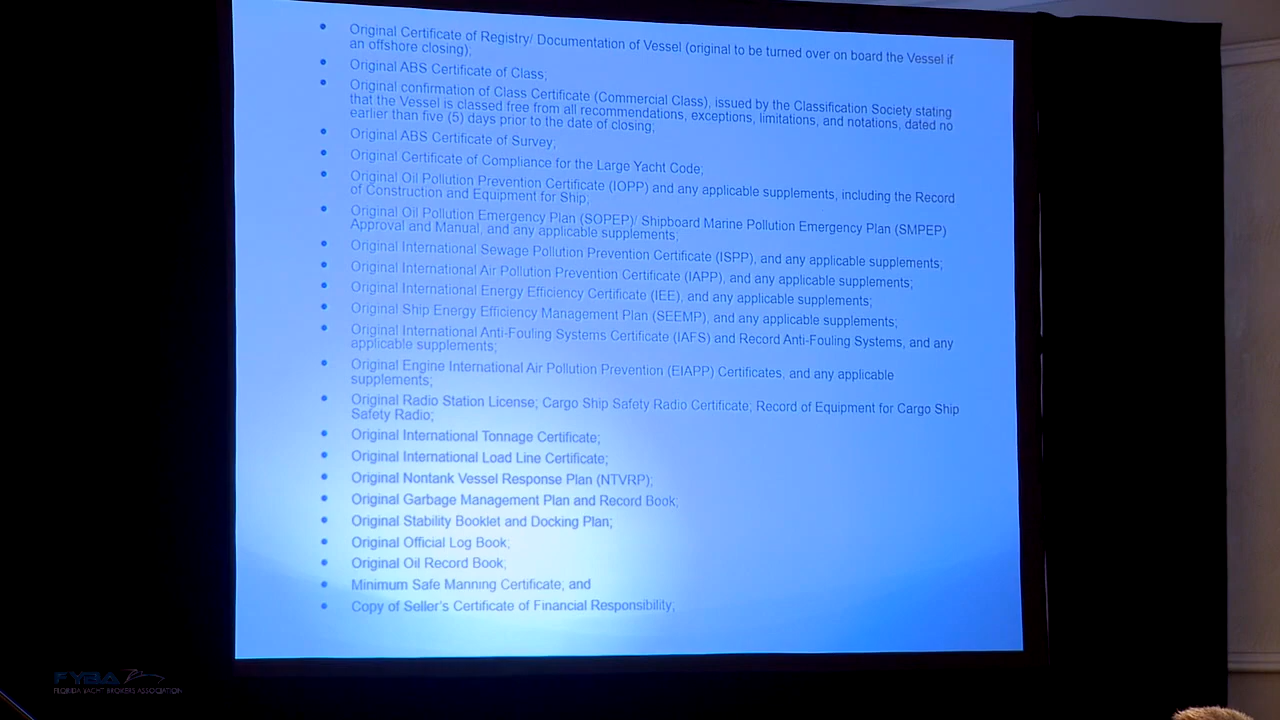 • Original Certificate of Registry/ Documentation of Vessel (original to be turned over on board the Vessel if
an offshore closing);
• Original ABS Certificate of Class;
• Original confirmation of Class Certificate (Commercial Class), issued by the Classification Society stating
that the Vessel is classed free from all recommendations, exceptions, limitations, and notations, dated no
earlier than five (5) days prior to the date of closing;
• Original ABS Certificate of Survey;
• Original Certificate of Compliance for the Large Yacht Code;
• Original Oil Pollution Prevention Certificate (IOPP) and any applicable supplements, including the Record
of Construction and Equipment for Ship;
• Original Oil Pollution Emergency Plan (SOPEP)/ Shipboard Marine Pollution Emergency Plan (SMPEP)
Approval and Manual, and any applicable supplements;
• Original International Sewage Pollution Prevention Certificate (ISPP), and any applicable supplements;
• Original International Air Pollution Prevention Certificate (IAPP), and any applicable supplements;
• Original International Energy Efficiency Certificate (IEE), and any applicable supplements;
• Original Ship Energy Efficiency Management Plan (SEEMP), and any applicable supplements;
• Original International Anti-Fouling Systems Certificate (IAFS) and Record Anti-Fouling Systems, and any
applicable supplements;
• Original Engine International Air Pollution Prevention (EIAPP) Certificates, and any applicable
supplements;
• Original Radio Station License; Cargo Ship Safety Radio Certificate; Record of Equipment for Cargo Ship
Safety Radio;
• Original International Tonnage Certificate;
• Original International Load Line Certificate;
• Original Nontank Vessel Response Plan (NTVRP);
• Original Garbage Management Plan and Record Book;
• Original Stability Booklet and Docking Plan;
• Original Official Log Book;
• Original Oil Record Book;
• Minimum Safe Manning Certificate; and
• Copy of Seller's Certificate of Financial Responsibility;
FYBA
FLORIDA YACHT BROKERS ASSOCIATION